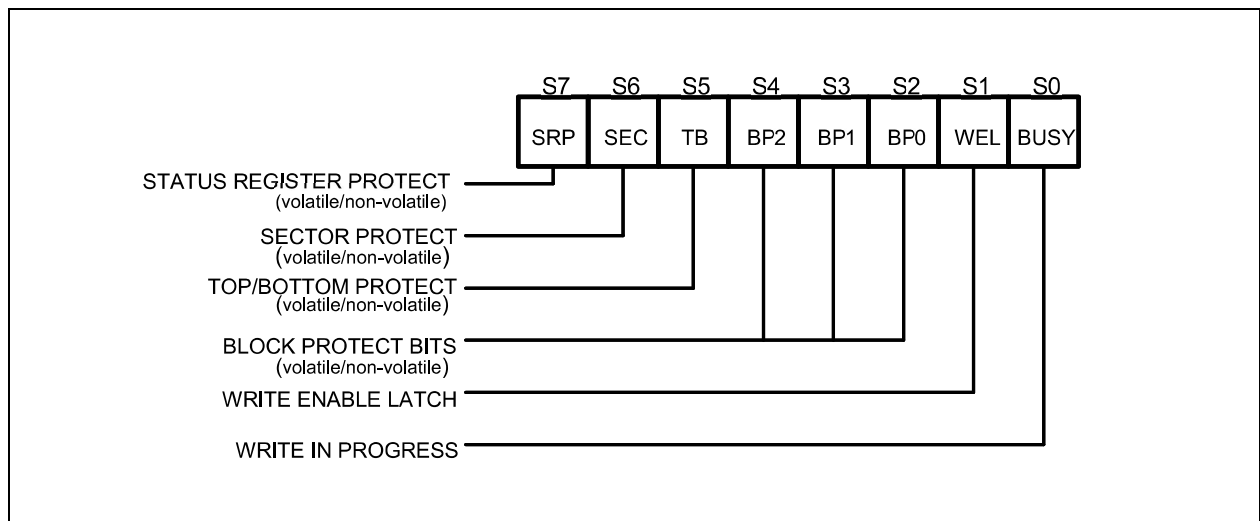 S7 S6 S5 S4 S3 S2 S1 S0
SRP SEC TB BP2 BP1 BP0 WEL BUSY
STATUS REGISTER PROTECT
(volatile/non-volatile)
SECTOR PROTECT
(volatile/non-volatile)
TOP/BOTTOM PROTECT
(volatile/non-volatile)
BLOCK PROTECT BITS
(volatile/non-volatile)
WRITE ENABLE LATCH
WRITE IN PROGRESS